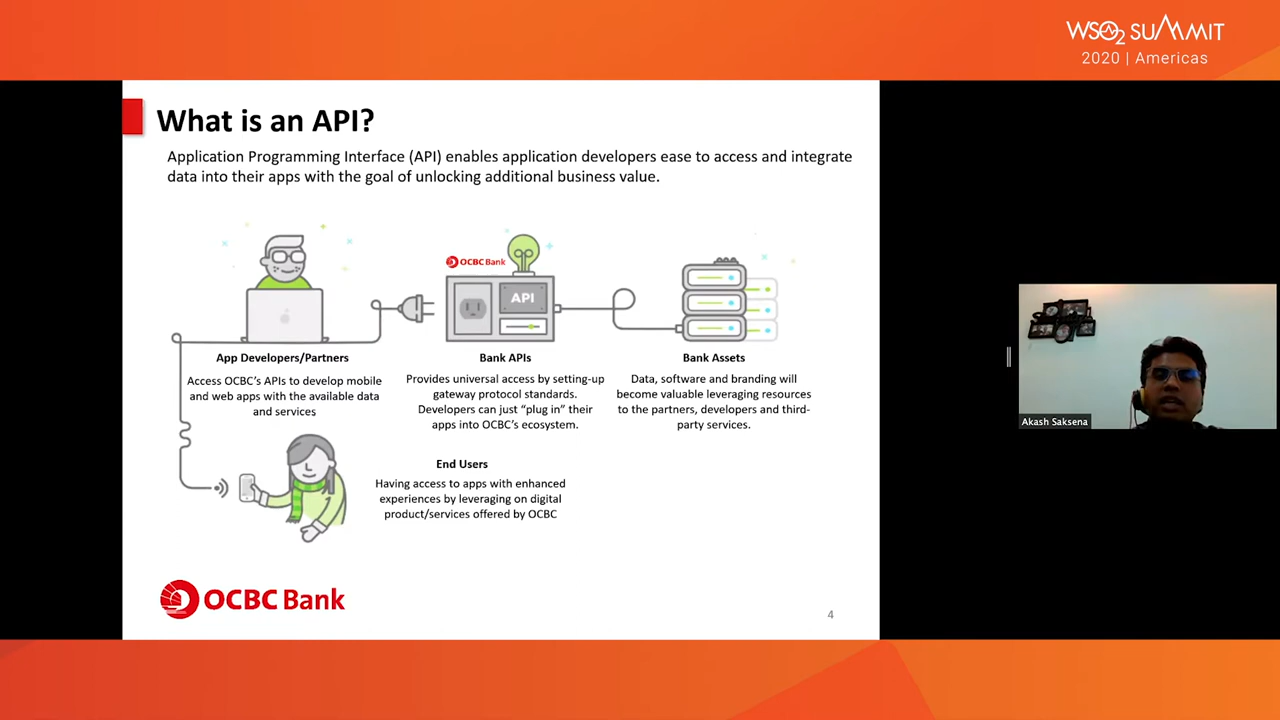 WSO2 SUMMIT
2020 | Americas
What is an API?
Application Programming Interface (API) enables application developers ease to access and integrate
data into their apps with the goal of unlocking additional business value.
OCBC Bank
API
App Developers/Partners
Access OCBC's APIs to develop mobile
and web apps with the available data
and services
Bank APIs
Provides universal access by setting-up
gateway protocol standards.
Developers can just “plug in” their
apps into OCBC's ecosystem.
Bank Assets
Data, software and branding will
become valuable leveraging resources
to the partners, developers and third-
party services.
End Users
Having access to apps with enhanced
experiences by leveraging on digital
product/services offered by OCBC
OCBC Bank
4
Akash Saksena